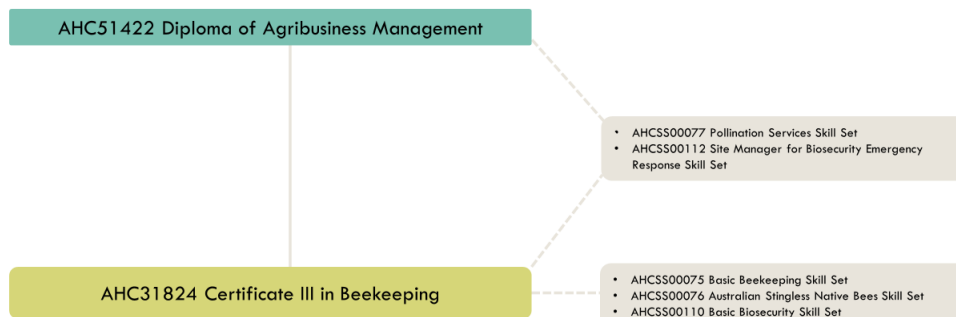 AHC51422 Diploma of Agribusiness Management
• AHCSS00077 Pollination Services Skill Set
• AHCSS00112 Site Manager for Biosecurity Emergency
Response Skill Set
AHC31824 Certificate III in Beekeeping
• AHCSS00075 Basic Beekeeping Skill Set
• AHCSS00076 Australian Stingless Native Bees Skill Set
• AHCSS00110 Basic Biosecurity Skill Set